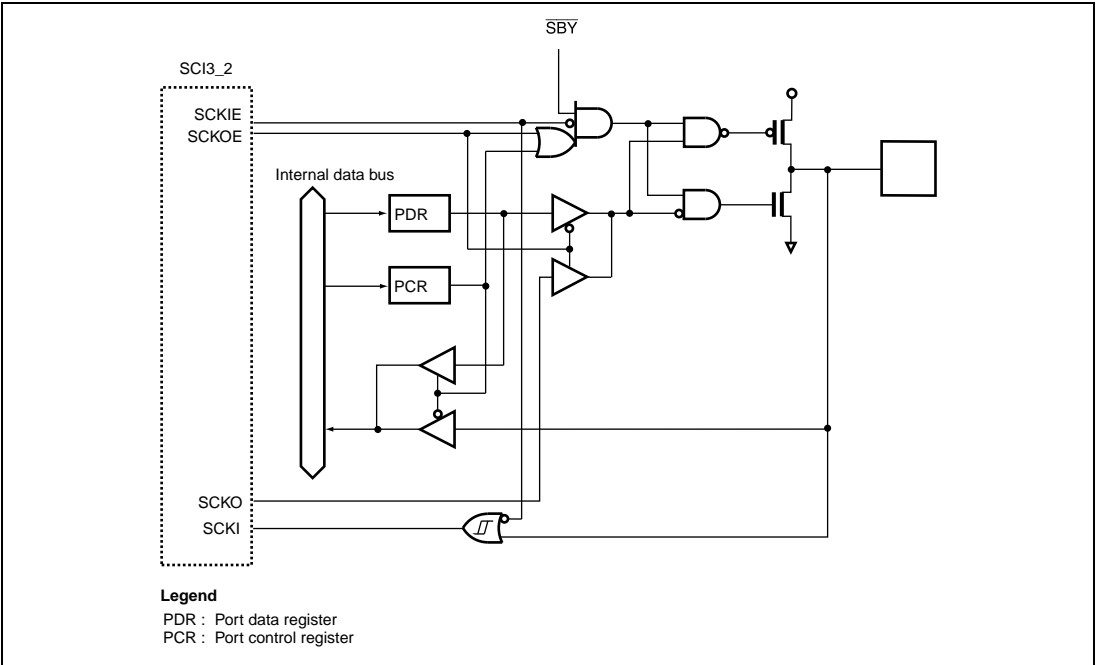 SBY
SCI3_2
SCKIE
SCKOE
Internal data bus
PDR
PCR
SCKO
SCKI
Legend
PDR : Port data register
PCR : Port control register